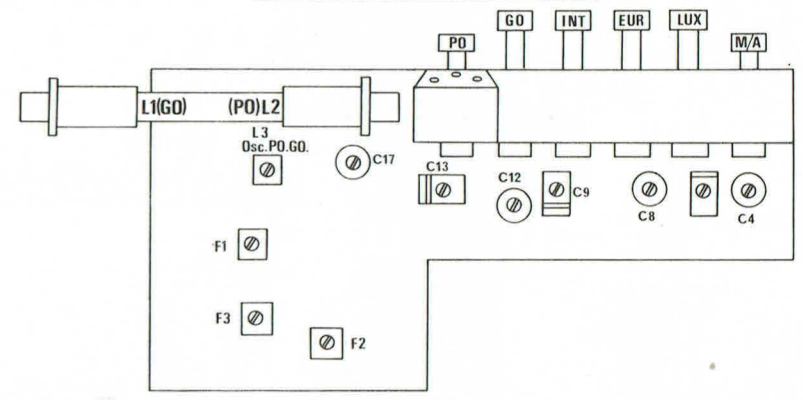 GO INT EUR LUX
PO M/A
L1(GO) (PO)L2
L3
Osc.PO.GO.
C17
C13
C12
C9
C8
C4
F1
F3
F2